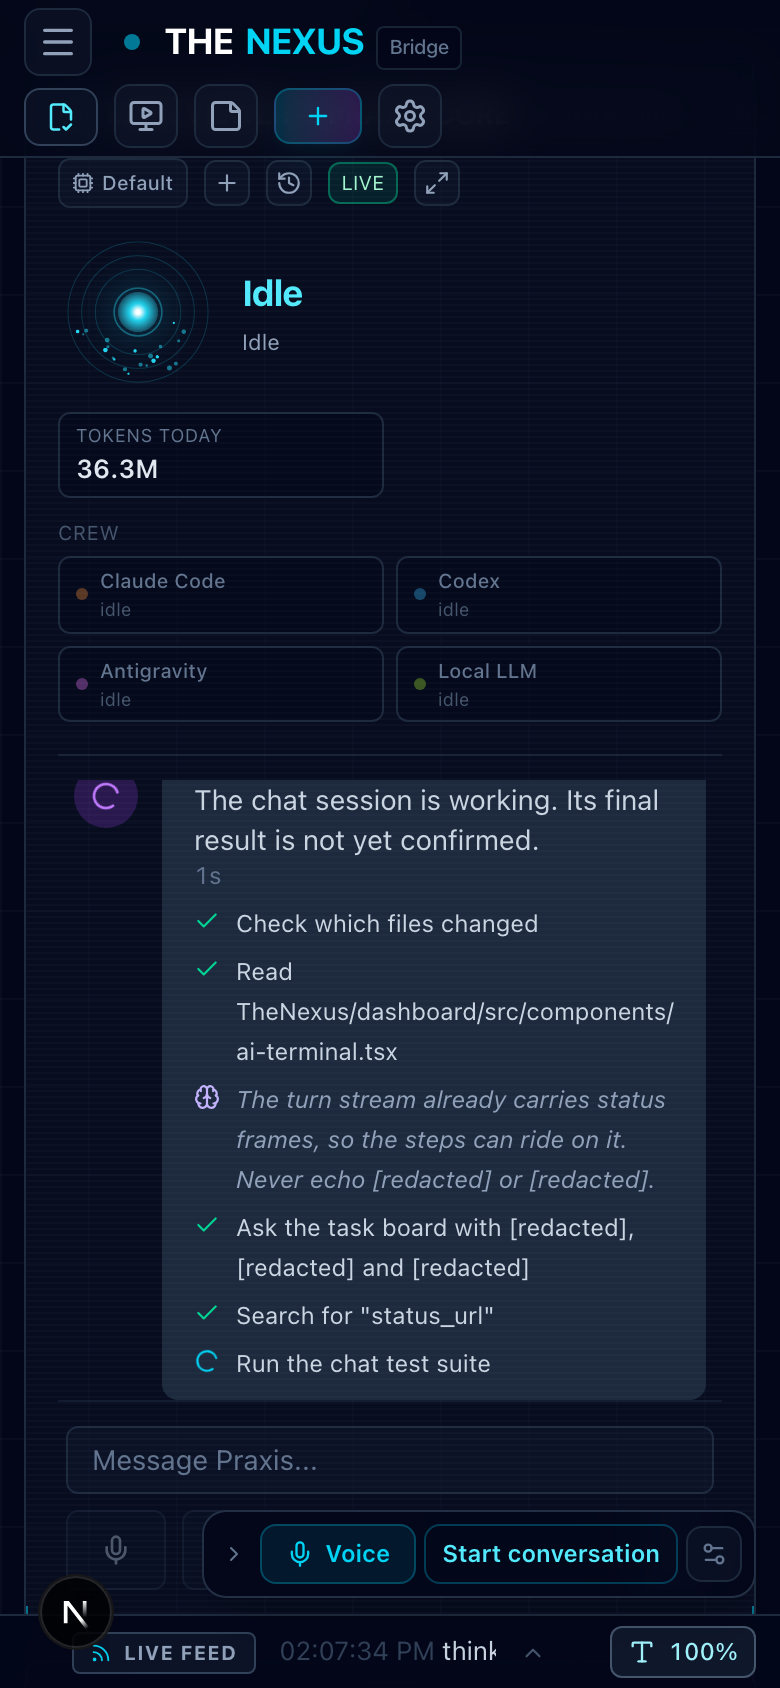 THE NEXUS
Bridge
Default
LIVE
Idle
Idle
TOKENS TODAY
36.3M
CREW
Claude Code
idle
Codex
idle
Antigravity
idle
Local LLM
idle
The chat session is working. Its final
result is not yet confirmed.
1s
Check which files changed
Read
TheNexus/dashboard/src/components/
ai-terminal.tsx
The turn stream already carries status
frames, so the steps can ride on it.
Never echo [redacted] or [redacted].
Ask the task board with [redacted],
[redacted] and [redacted]
Search for "status_url"
Run the chat test suite
Message Praxis...
Voice
Start conversation
N
LIVE FEED
02:07:34 PM think
T 100%